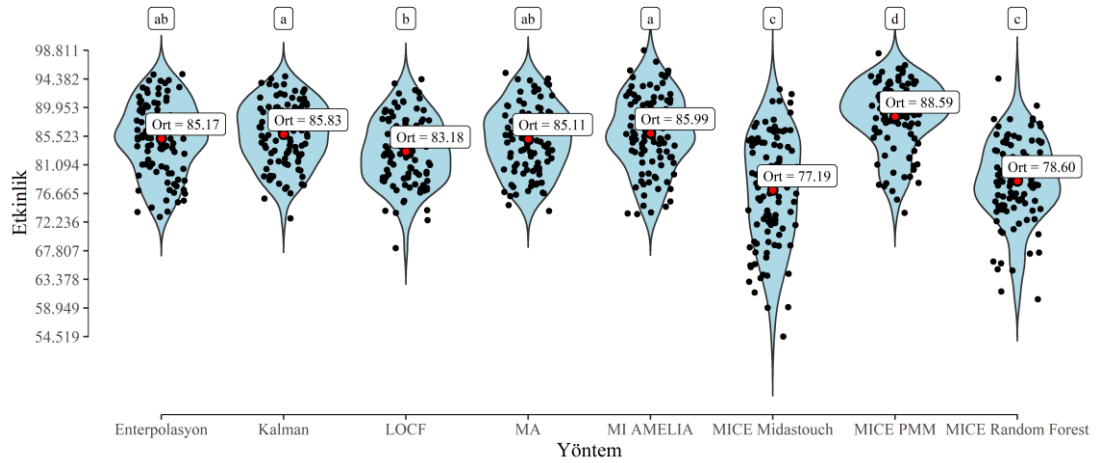 ab a b ab a c d c
98.811
94.382
89.953
85.523
81.094
76.665
72.236
67.807
63.378
58.949
54.519
Etkinlik
Ort = 85.17
Ort = 85.83
Ort = 83.18
Ort = 85.11
Ort = 85.99
Ort = 77.19
Ort = 88.59
Ort = 78.60
Enterpolasyon Kalman LOCF MA MI AMELIA MICE Midastouch MICE PMM MICE Random Forest
Yöntem